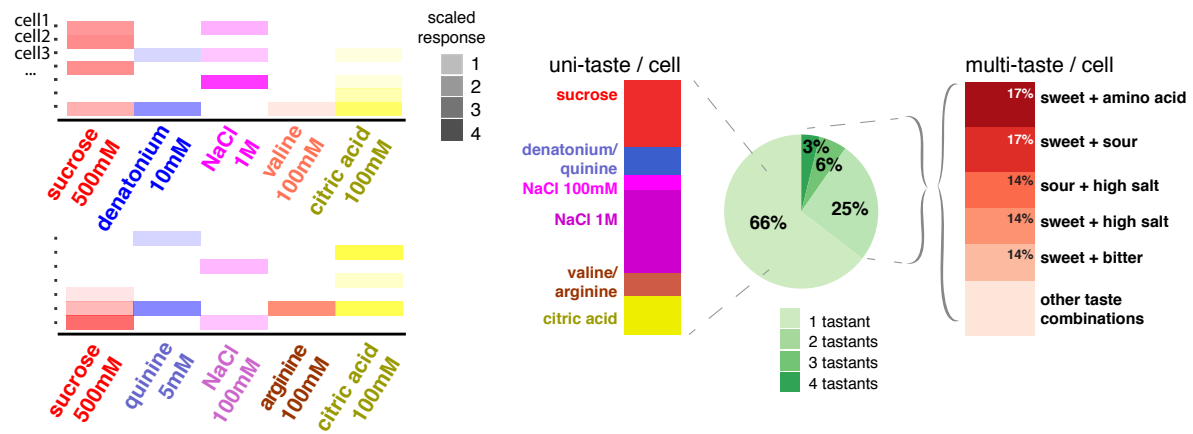 cell1
cell2
cell3
...
sucrose
500mM
denatonium
10mM
NaCl
1M
valine
100mM
citric acid
100mM
scaled
response
1
2
3
4
sucrose
500mM
quinine
5mM
NaCl
100mM
arginine
100mM
citric acid
100mM
uni-taste / cell
sucrose
denatonium/
quinine
NaCl 100mM
NaCl 1M
valine/
arginine
citric acid
3%
6%
25%
66%
1 tastant
2 tastants
3 tastants
4 tastants
multi-taste / cell
17% sweet + amino acid
17% sweet + sour
14% sour + high salt
14% sweet + high salt
14% sweet + bitter
other taste
combinations